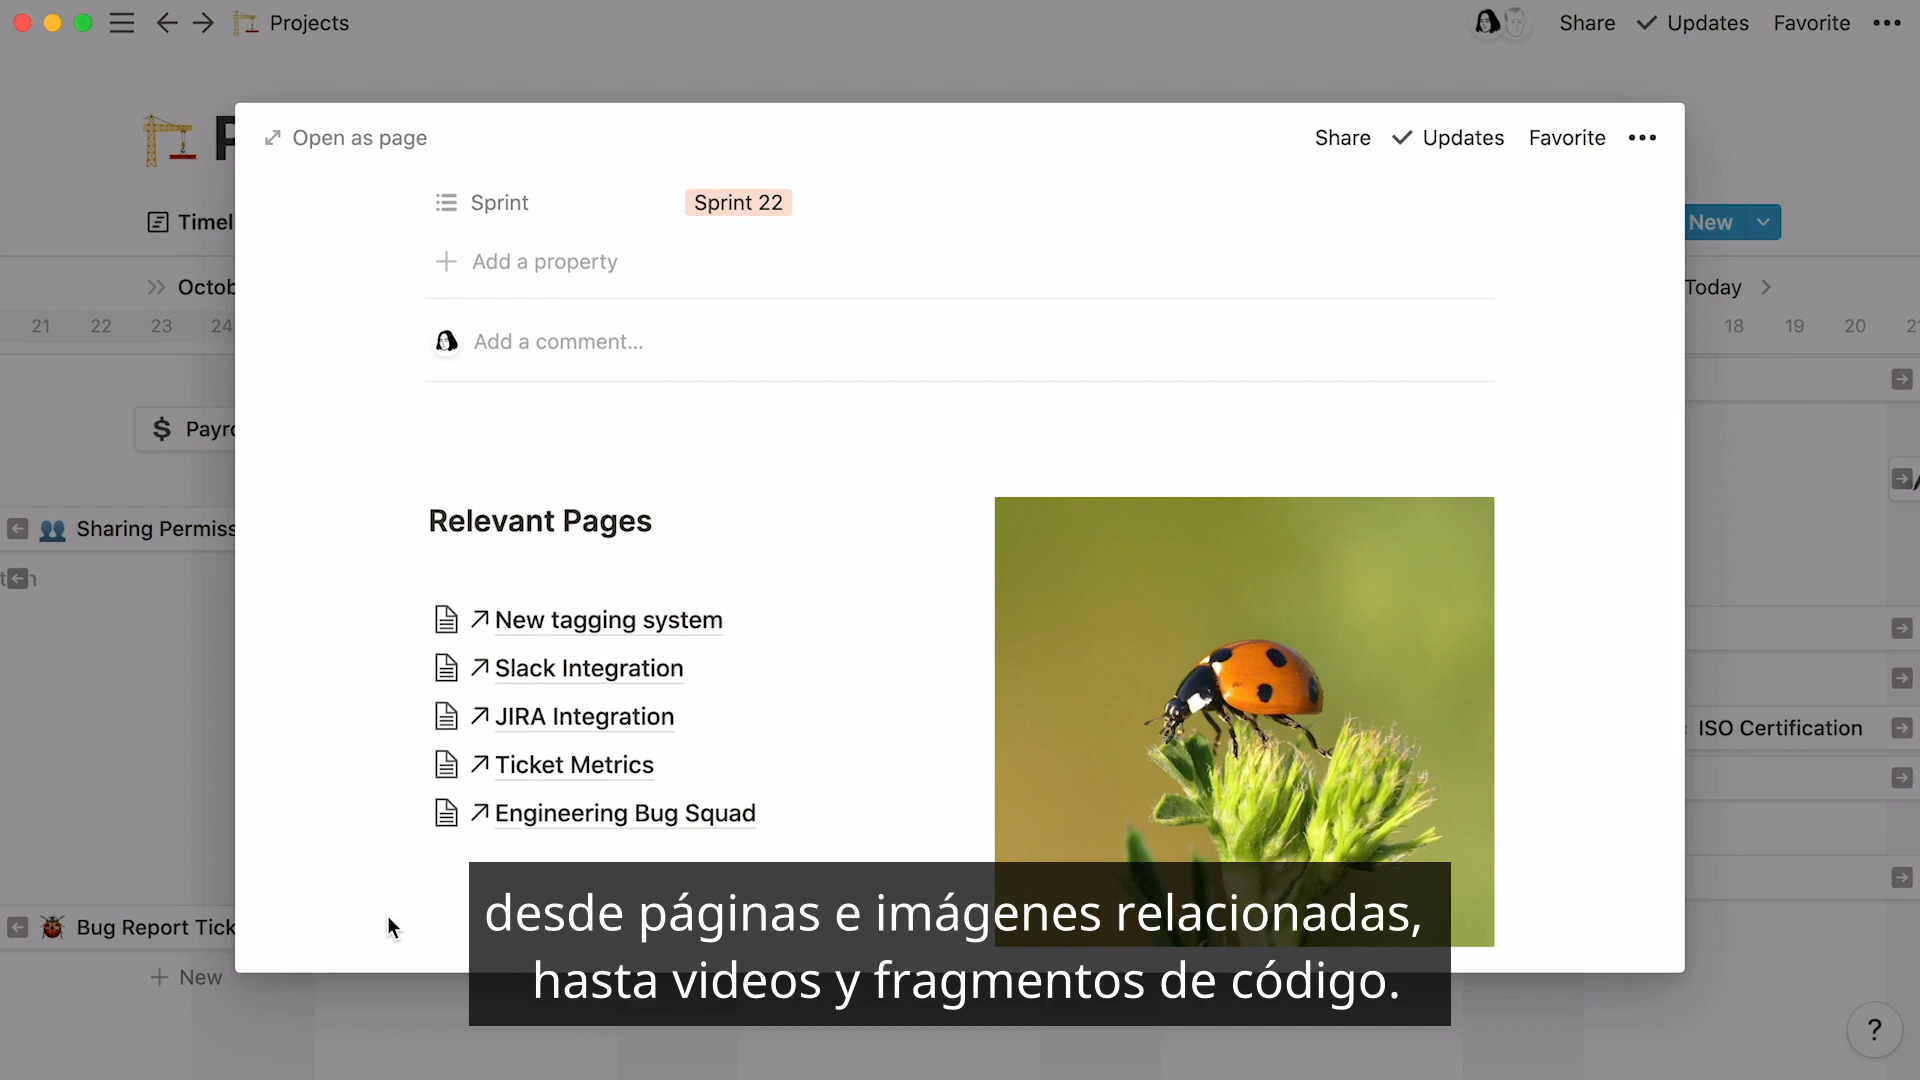 Projects
Share
Updates
Favorite
Open as page
Share
Updates
Favorite
Sprint
Sprint 22
Timel
New
Add a property
Octob
Today
21
22
23
24
18
19
20
Add a comment...
Payro
Relevant Pages
Sharing Permiss
New tagging system
Slack Integration
JIRA Integration
ISO Certification
Ticket Metrics
Engineering Bug Squad
desde páginas e imágenes relacionadas,
hasta videos y fragmentos de código.
Bug Report Tick
New
?